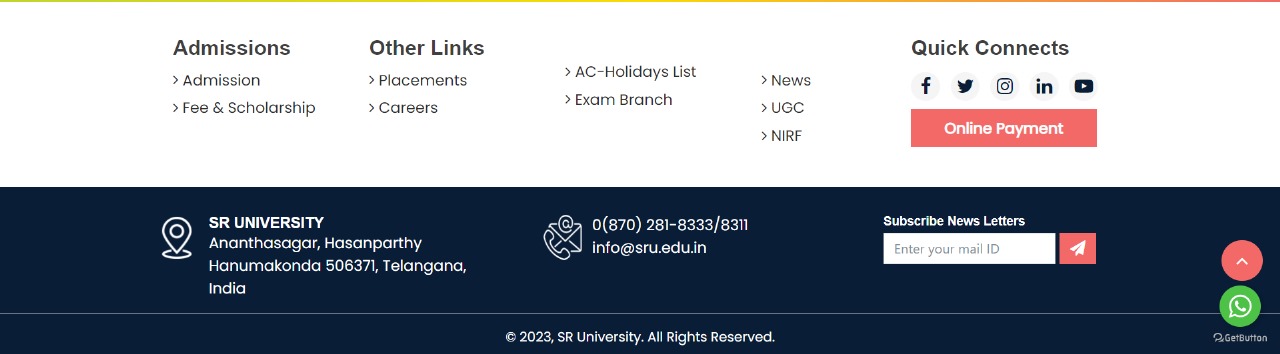 Admissions
Admission
Fee & Scholarship
Other Links
Placements
Careers
AC-Holidays List
Exam Branch
News
UGC
NIRF
Quick Connects
Online Payment
SR UNIVERSITY
Ananthasagar, Hasanparthy
Hanumakonda 506371, Telangana,
India
0(870) 281-8333/8311
info@sru.edu.in
Subscribe News Letters
Enter your mail ID
GetButton
© 2023, SR University. All Rights Reserved.